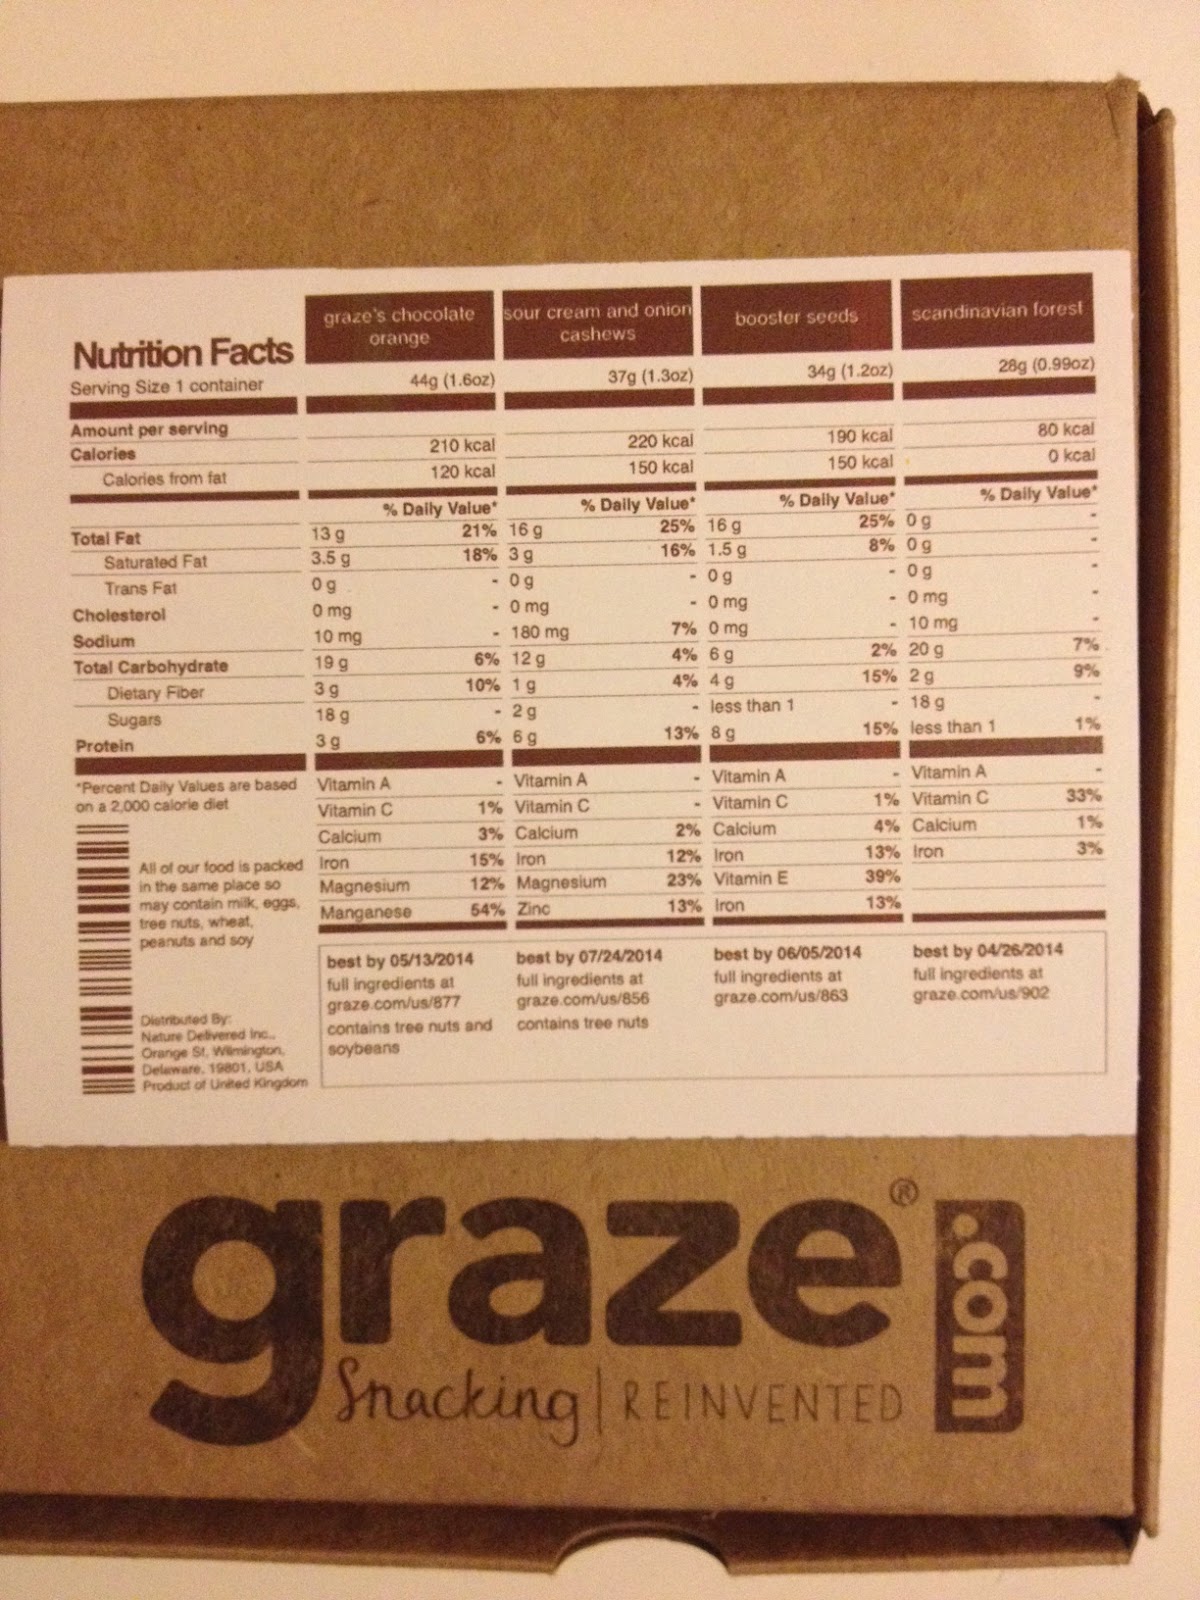 graze's chocolate orange | sour cream and onion cashews | booster seeds | scandinavian forest
Nutrition Facts
Serving Size 1 container 44g (1.6oz) 37g (1.3oz) 34g (1.2oz) 28g (0.99oz)
Amount per serving
Calories 210 kcal 220 kcal 190 kcal 80 kcal
Calories from fat 120 kcal 150 kcal 150 kcal 0 kcal
% Daily Value* % Daily Value* % Daily Value* % Daily Value*
Total Fat 13 g 21% 16 g 25% 16 g 25% 0 g -
Saturated Fat 3.5 g 18% 3 g 16% 1.5 g 8% 0 g -
Trans Fat 0 g - 0 g - 0 g - 0 g -
Cholesterol 0 mg - 0 mg - 0 mg - 0 mg -
Sodium 10 mg - 180 mg 7% 0 mg - 10 mg -
Total Carbohydrate 19 g 6% 12 g 4% 6 g 2% 20 g 7%
Dietary Fiber 3 g 10% 1 g 4% 4 g 15% 2 g 9%
Sugars 18 g - 2 g - less than 1 - 18 g -
Protein 3 g 6% 6 g 13% 8 g 15% less than 1 1%
*Percent Daily Values are based
on a 2,000 calorie diet
Vitamin A - Vitamin A - Vitamin A - Vitamin A -
Vitamin C 1% Vitamin C - Vitamin C 1% Vitamin C 33%
Calcium 3% Calcium 2% Calcium 4% Calcium 1%
Iron 15% Iron 12% Iron 13% Iron 3%
Magnesium 12% Magnesium 23% Vitamin E 39%
Manganese 54% Zinc 13% Iron 13%
All of our food is packed
in the same place so
may contain milk, eggs,
tree nuts, wheat,
peanuts and soy
Distributed By:
Nature Delivered Inc.,
Orange St, Wilmington,
Delaware, 19801, USA
Product of United Kingdom
best by 05/13/2014
full ingredients at
graze.com/us/877
contains tree nuts and
soybeans
best by 07/24/2014
full ingredients at
graze.com/us/856
contains tree nuts
best by 06/05/2014
full ingredients at
graze.com/us/863
best by 04/26/2014
full ingredients at
graze.com/us/902
graze®.com
Snacking | REINVENTED